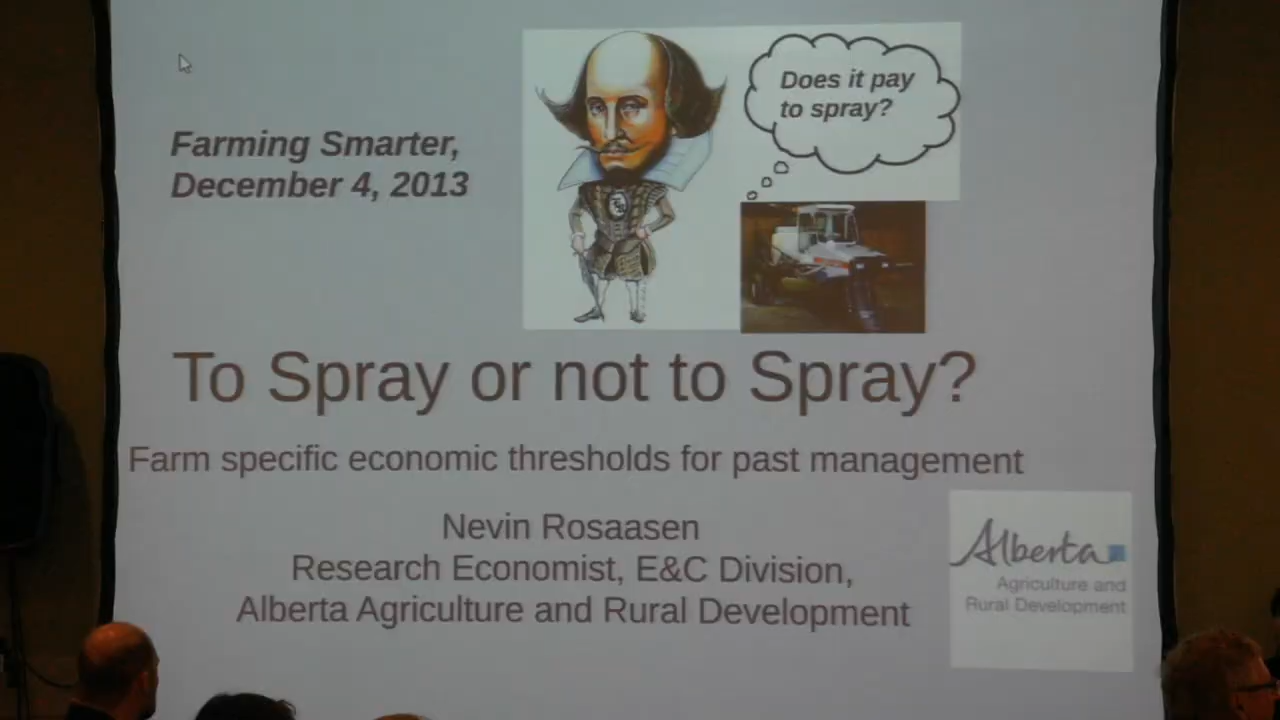 Farming Smarter,
December 4, 2013
Does it pay
to spray?
To Spray or not to Spray?
Farm specific economic thresholds for past management
Nevin Rosaasen
Research Economist, E&C Division,
Alberta Agriculture and Rural Development
Alberta
Agriculture and
Rural Development